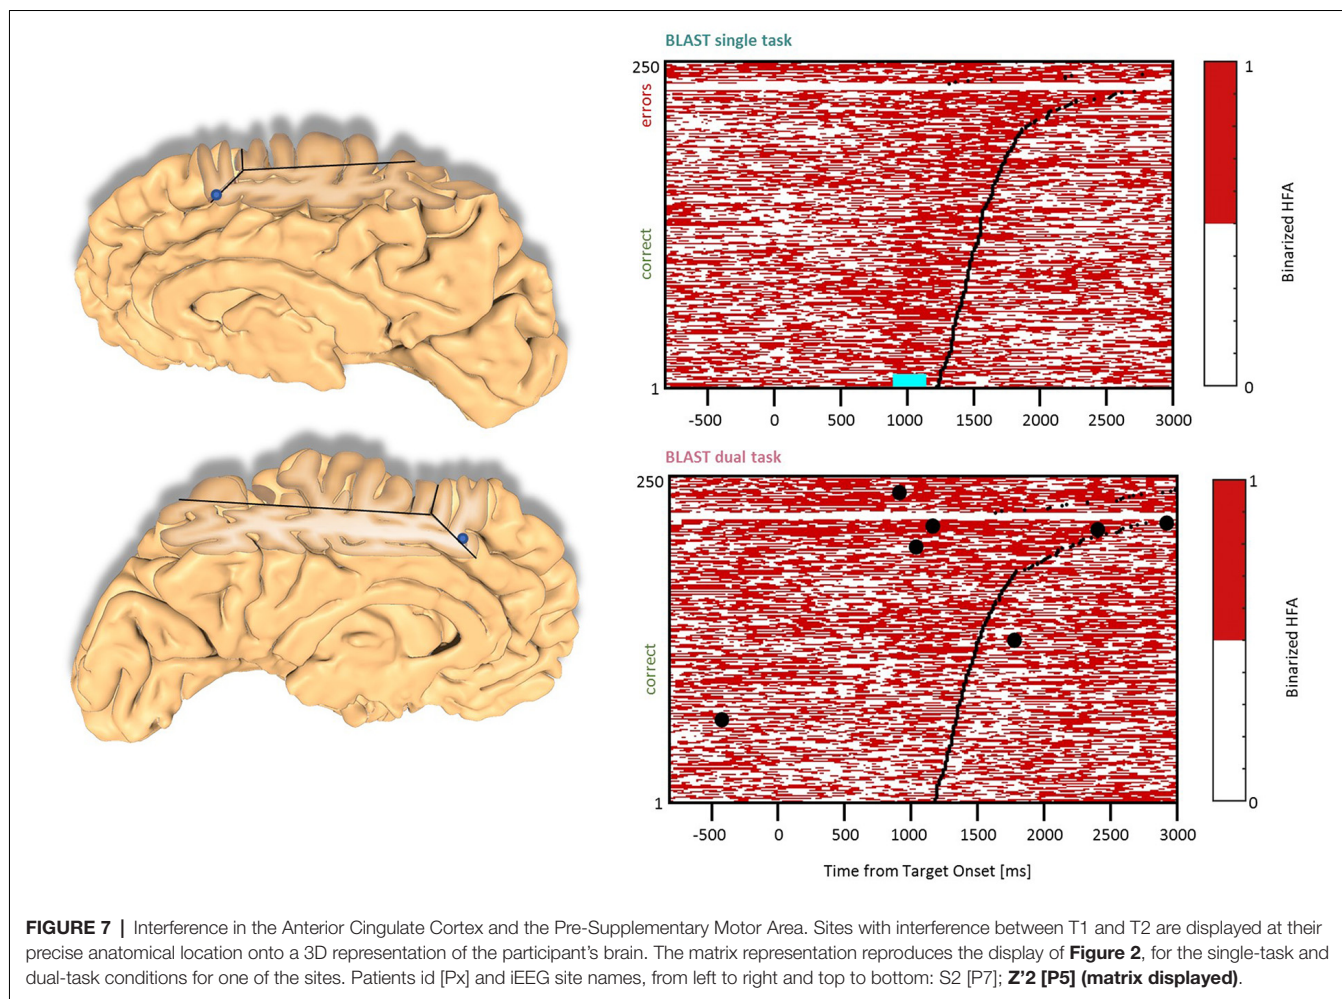 BLAST single task
250
errors
correct
1
-500 0 500 1000 1500 2000 2500 3000
1
0
Binarized HFA
BLAST dual task
250
correct
1
-500 0 500 1000 1500 2000 2500 3000
1
0
Binarized HFA
Time from Target Onset [ms]
FIGURE 7 | Interference in the Anterior Cingulate Cortex and the Pre-Supplementary Motor Area. Sites with interference between T1 and T2 are displayed at their
precise anatomical location onto a 3D representation of the participant’s brain. The matrix representation reproduces the display of Figure 2, for the single-task and
dual-task conditions for one of the sites. Patients id [Px] and iEEG site names, from left to right and top to bottom: S2 [P7]; Z’2 [P5] (matrix displayed).